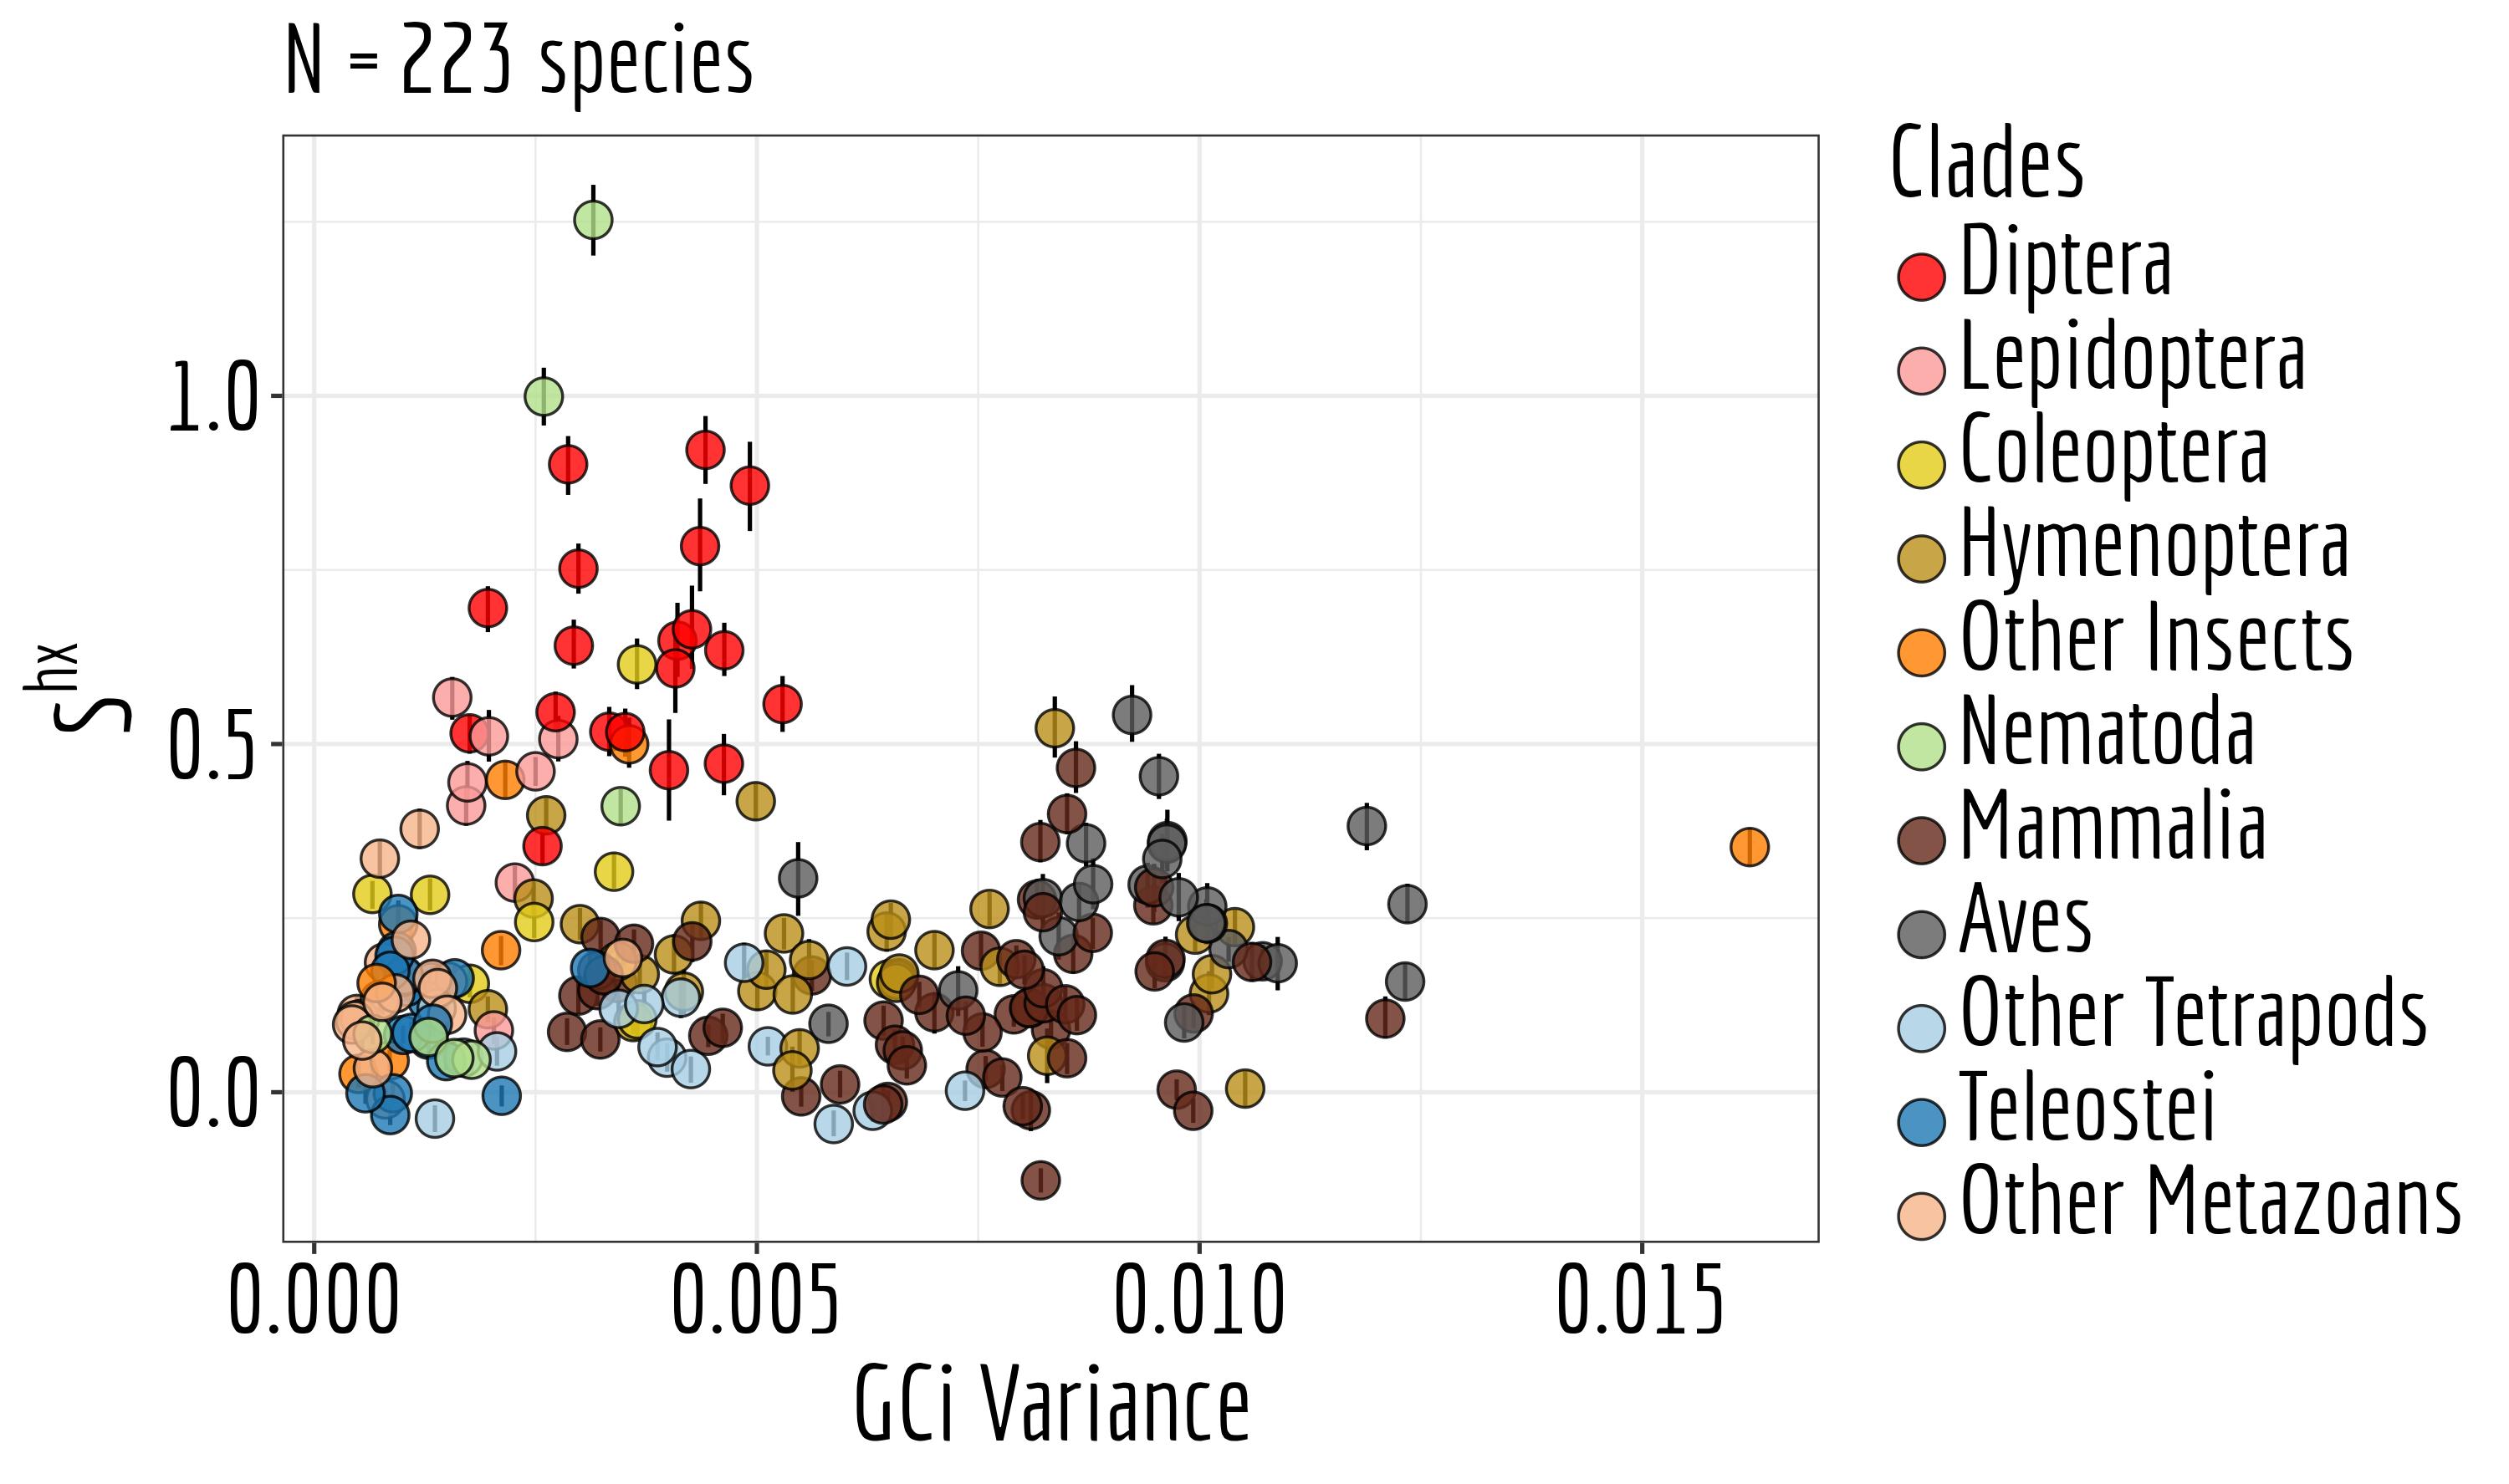 N = 223 species
S hx
1.0
0.5
0.0
0.000 0.005 0.010 0.015
GCi Variance
Clades
Diptera
Lepidoptera
Coleoptera
Hymenoptera
Other Insects
Nematoda
Mammalia
Aves
Other Tetrapods
Teleostei
Other Metazoans